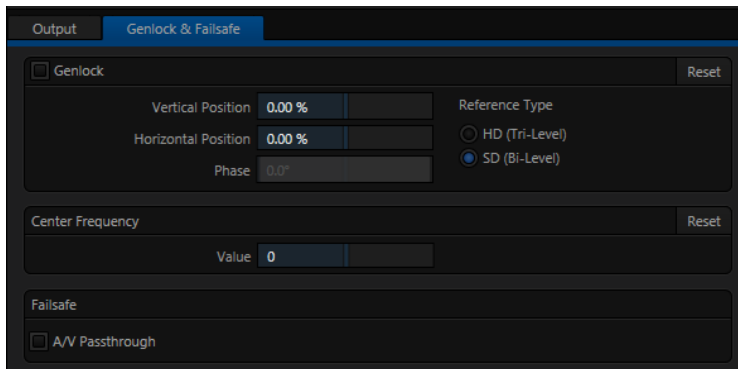 Output Genlock & Failsafe
Genlock Reset
Vertical Position 0.00 % Reference Type
Horizontal Position 0.00 % HD (Tri-Level)
SD (Bi-Level)
Phase 0.0°
Center Frequency Reset
Value 0
Failsafe
A/V Passthrough